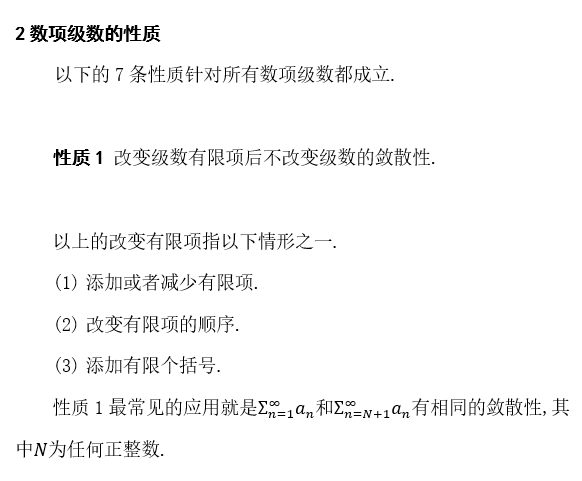 2 数项级数的性质
以下的 7 条性质针对所有数项级数都成立.
性质 1 改变级数有限项后不改变级数的敛散性.
以上的改变有限项指以下情形之一.
(1) 添加或者减少有限项.
(2) 改变有限项的顺序.
(3) 添加有限个括号.
性质 1 最常见的应用就是∑_{n=1}^{∞} a_n和∑_{n=N+1}^{∞} a_n有相同的敛散性,其
中N为任何正整数.